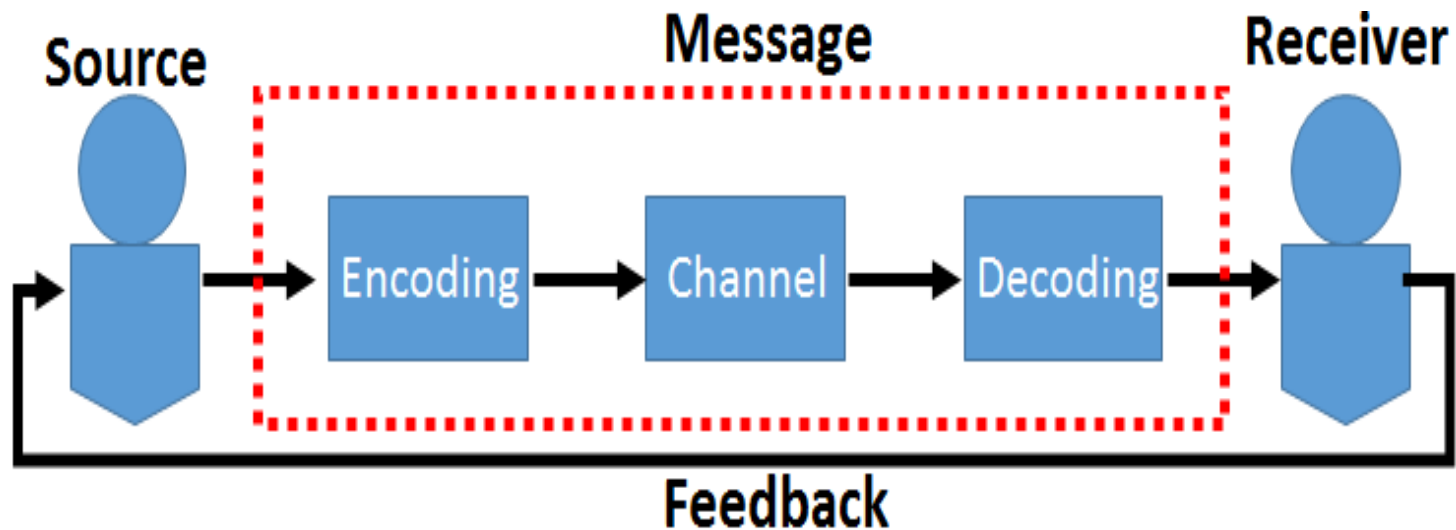 Source
Message
Receiver
Encoding
Channel
Decoding
Feedback